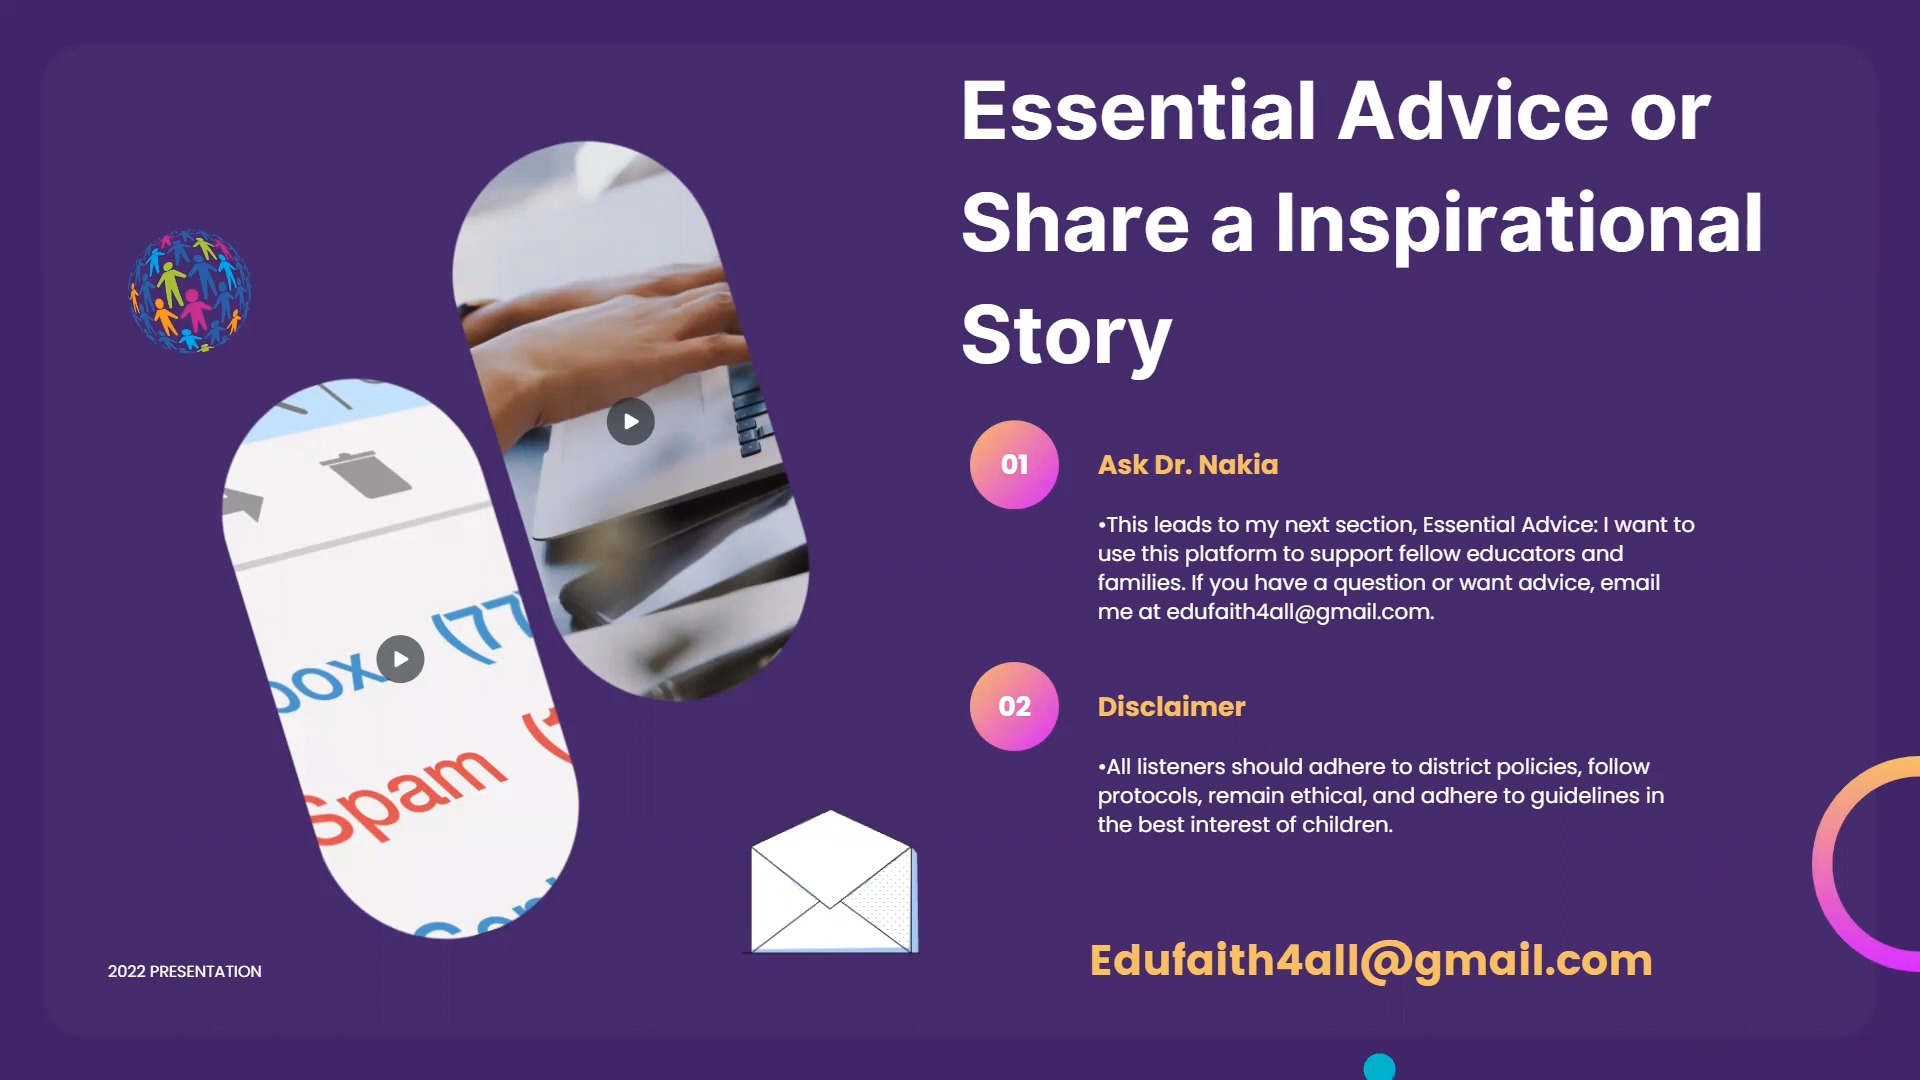 Essential Advice or
Share a Inspirational
Story
01
Ask Dr. Nakia
•This leads to my next section, Essential Advice: I want to
use this platform to support fellow educators and
families. If you have a question or want advice, email
me at edufaith4all@gmail.com.
02
Disclaimer
•All listeners should adhere to district policies, follow
protocols, remain ethical, and adhere to guidelines in
the best interest of children.
Edufaith4all@gmail.com
box (77
Spam (
2022 PRESENTATION